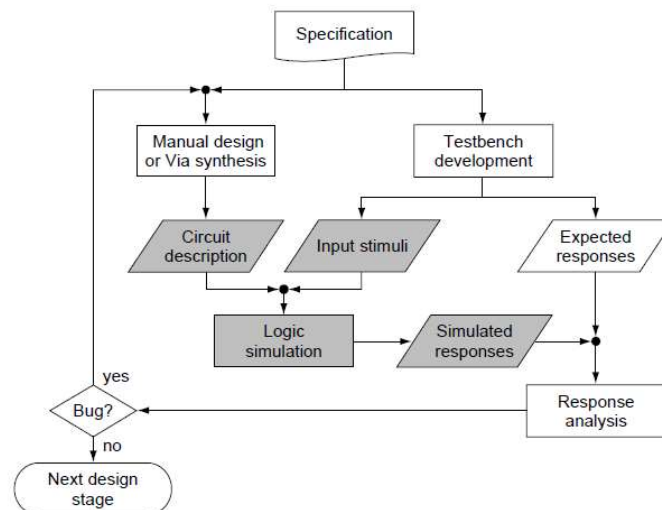 Specification
Manual design
or Via synthesis
Testbench
development
Circuit
description
Input stimuli
Expected
responses
Logic
simulation
Simulated
responses
yes
Bug?
no
Response
analysis
Next design
stage